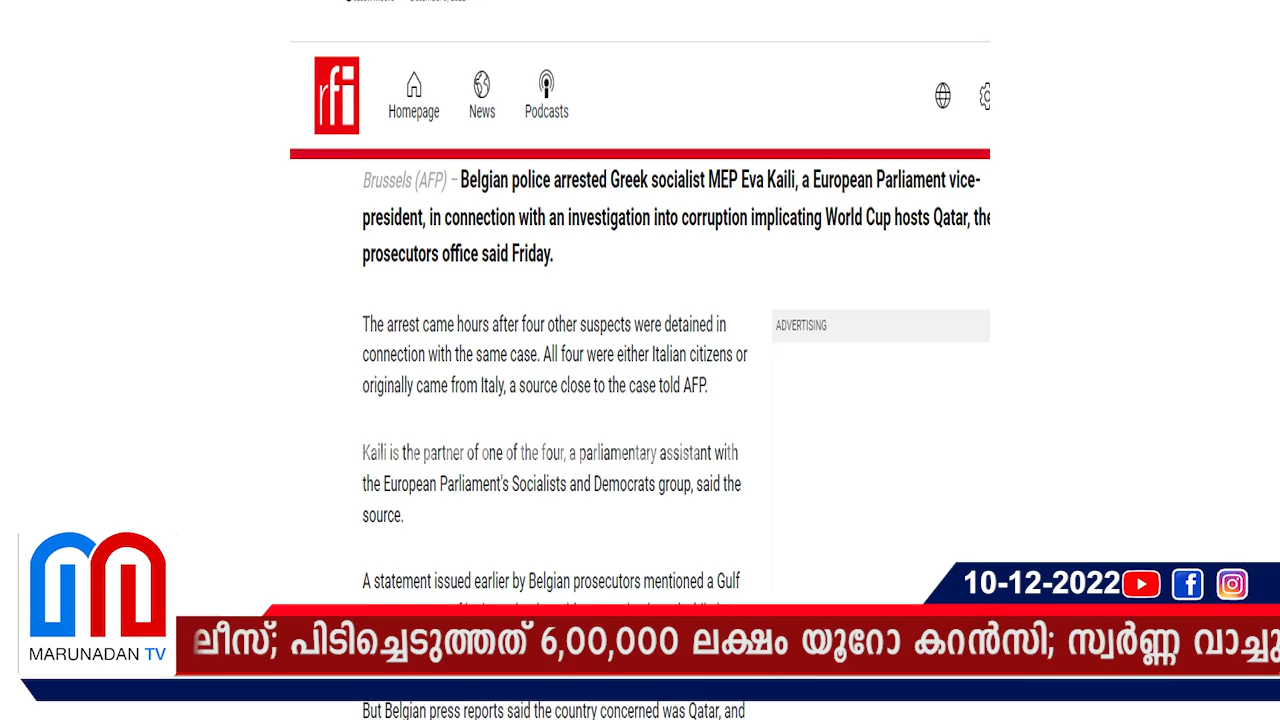 rfi
Homepage
News
Podcasts
Brussels (AFP) – Belgian police arrested Greek socialist MEP Eva Kaili, a European Parliament vice-
president, in connection with an investigation into corruption implicating World Cup hosts Qatar, the
prosecutors office said Friday.
The arrest came hours after four other suspects were detained in
connection with the same case. All four were either Italian citizens or
originally came from Italy, a source close to the case told AFP.
ADVERTISING
Kaili is the partner of one of the four, a parliamentary assistant with
the European Parliament's Socialists and Democrats group, said the
source.
A statement issued earlier by Belgian prosecutors mentioned a Gulf
10-12-2022
MARUNADAN TV
ലീസ്; പിടിച്ചെടുത്തത് 6,00,000 ലക്ഷം യൂറോ കറൻസി; സ്വർണ്ണ വാച്ചു
But Belgian press reports said the country concerned was Qatar, and